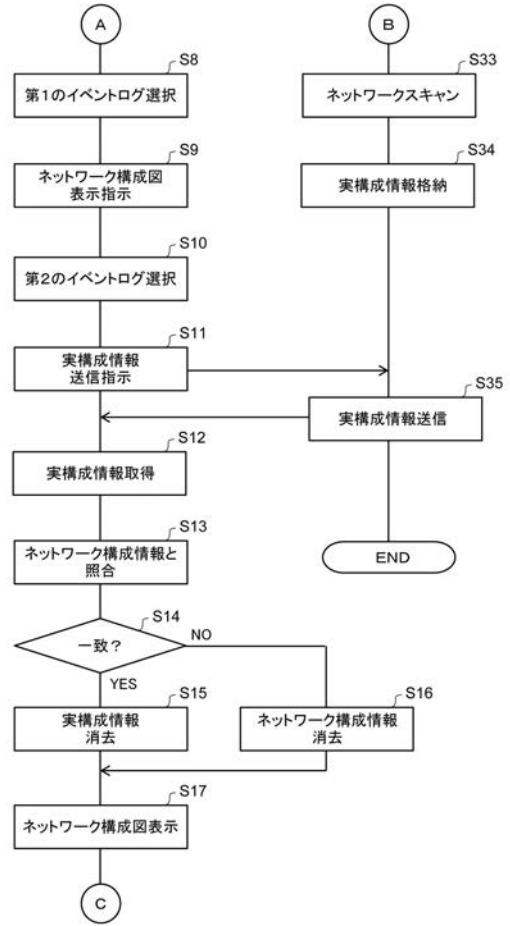 A
S8
第1のイベントログ選択
S9
ネットワーク構成図
表示指示
S10
第2のイベントログ選択
S11
実構成情報
送信指示
S12
実構成情報取得
S13
ネットワーク構成情報と
照合
S14
一致?
NO
YES
S15
実構成情報
消去
S16
ネットワーク構成情報
消去
S17
ネットワーク構成図表示
C
B
S33
ネットワークスキャン
S34
実構成情報格納
S35
実構成情報送信
END